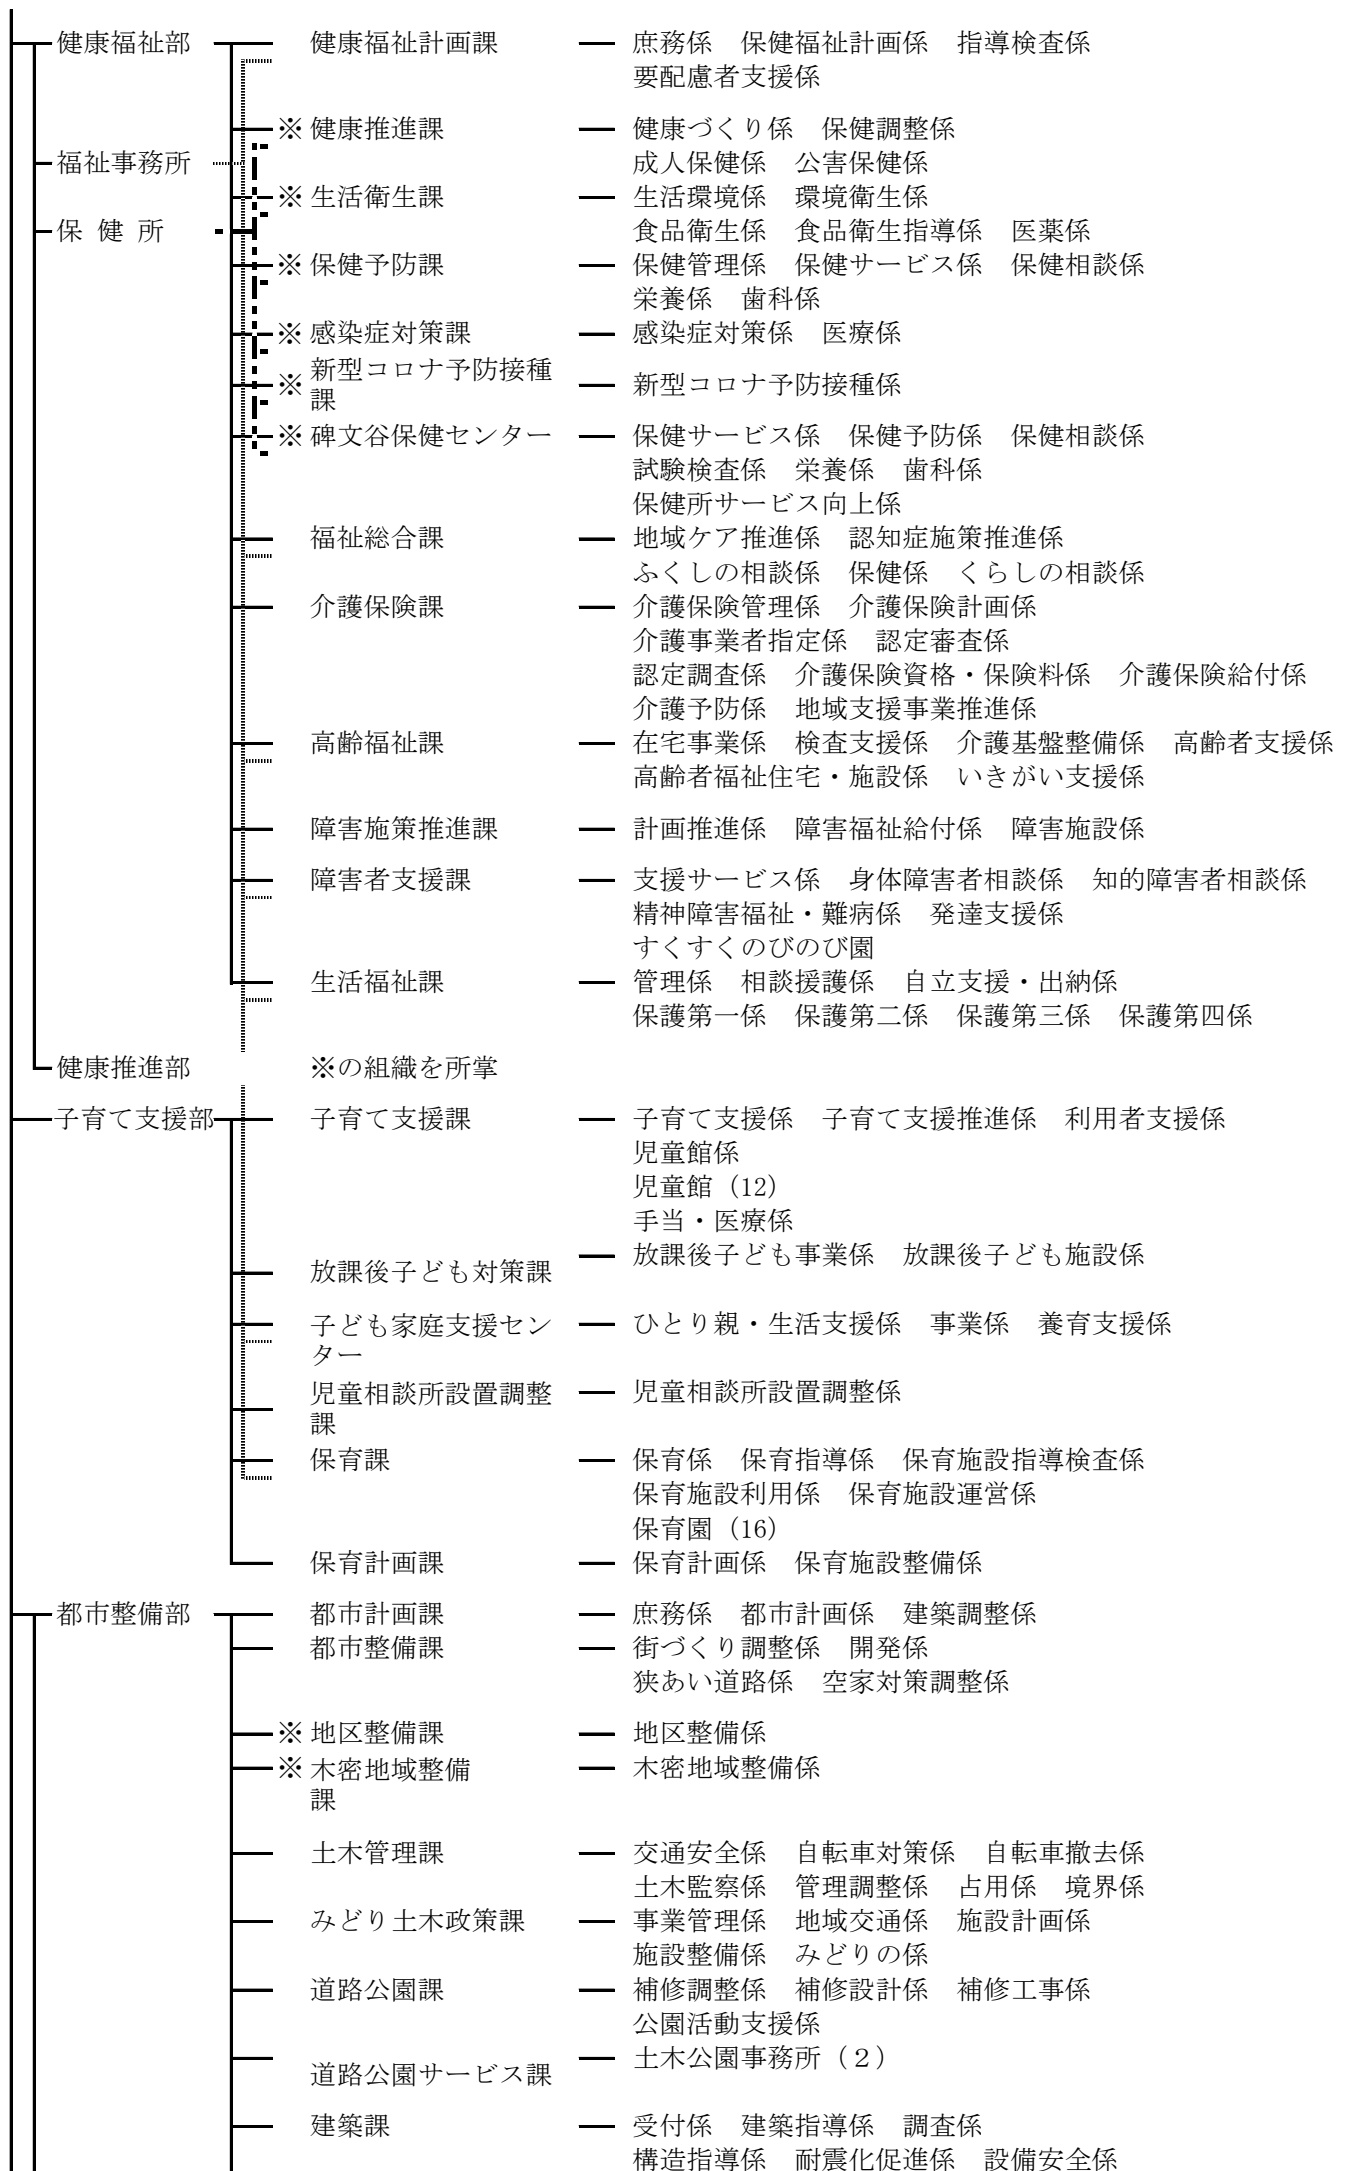 健康福祉部　健康福祉計画課　庶務係　保健福祉計画係　指導検査係
要配慮者支援係
※ 健康推進課　健康づくり係　保健調整係
福祉事務所　成人保健係　公害保健係
※ 生活衛生課　生活環境係　環境衛生係
保 健 所　食品衛生係　食品衛生指導係　医薬係
※ 保健予防課　保健管理係　保健サービス係　保健相談係
栄養係　歯科係
※ 感染症対策課　感染症対策係　医療係
※ 新型コロナ予防接種
課　新型コロナ予防接種係
※ 碑文谷保健センター　保健サービス係　保健予防係　保健相談係
試験検査係　栄養係　歯科係
保健所サービス向上係
福祉総合課　地域ケア推進係　認知症施策推進係
ふくしの相談係　保健係　くらしの相談係
介護保険課　介護保険管理係　介護保険計画係
介護事業者指定係　認定審査係
認定調査係　介護保険資格・保険料係　介護保険給付係
介護予防係　地域支援事業推進係
高齢福祉課　在宅事業係　検査支援係　介護基盤整備係　高齢者支援係
高齢者福祉住宅・施設係　いきがい支援係
障害施策推進課　計画推進係　障害福祉給付係　障害施設係
障害者支援課　支援サービス係　身体障害者相談係　知的障害者相談係
精神障害福祉・難病係　発達支援係
すくすくのびのび園
生活福祉課　管理係　相談援護係　自立支援・出納係
保護第一係　保護第二係　保護第三係　保護第四係
健康推進部　※の組織を所掌
子育て支援部　子育て支援課　子育て支援係　子育て支援推進係　利用者支援係
児童館係
児童館（12）
手当・医療係
放課後子ども対策課　放課後子ども事業係　放課後子ども施設係
子ども家庭支援セン　ひとり親・生活支援係　事業係　養育支援係
ター
児童相談所設置調整　児童相談所設置調整係
課
保育課　保育係　保育指導係　保育施設指導検査係
保育施設利用係　保育施設運営係
保育園（16）
保育計画課　保育計画係　保育施設整備係
都市整備部　都市計画課　庶務係　都市計画係　建築調整係
都市整備課　街づくり調整係　開発係
狭あい道路係　空家対策調整係
※ 地区整備課　地区整備係
※ 木密地域整備　木密地域整備係
課
土木管理課　交通安全係　自転車対策係　自転車撤去係
土木監察係　管理調整係　占用係　境界係
みどり土木政策課　事業管理係　地域交通係　施設計画係
施設整備係　みどりの係
道路公園課　補修調整係　補修設計係　補修工事係
公園活動支援係
道路公園サービス課　土木公園事務所（２）
建築課　受付係　建築指導係　調査係
構造指導係　耐震化促進係　設備安全係